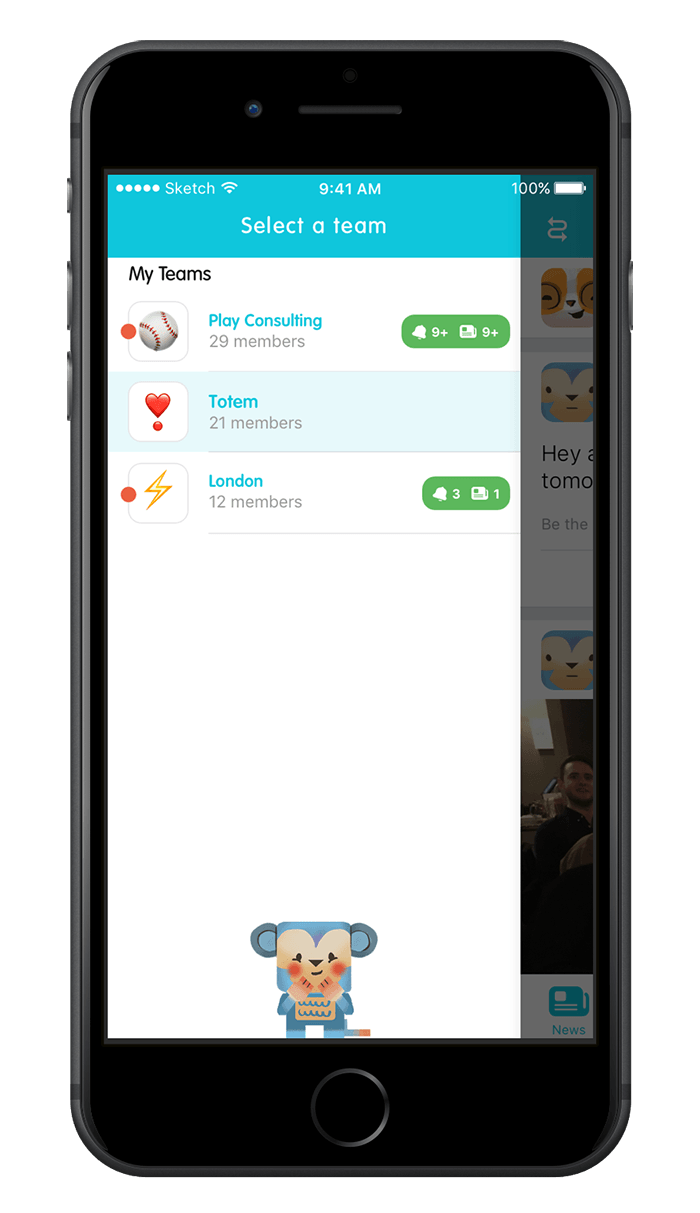 Sketch 9:41 AM 100%
Select a team
My Teams
Play Consulting
29 members
9+ 9+
Totem
21 members
London
12 members
3 1
Hey a
tomo
Be the
News